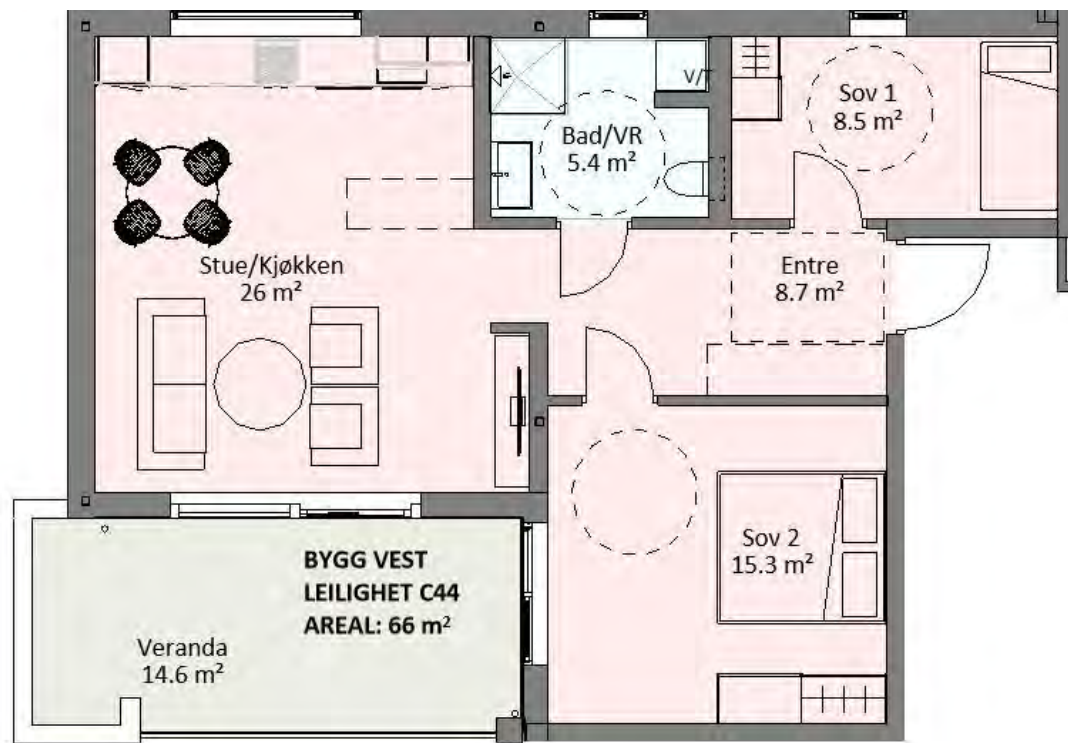 V/T
Sov 1
8.5 m²
Bad/VR
5.4 m²
Stue/Kjøkken
26 m²
Entre
8.7 m²
Sov 2
15.3 m²
BYGG VEST
LEILIGHET C44
AREAL: 66 m²
Veranda
14.6 m²